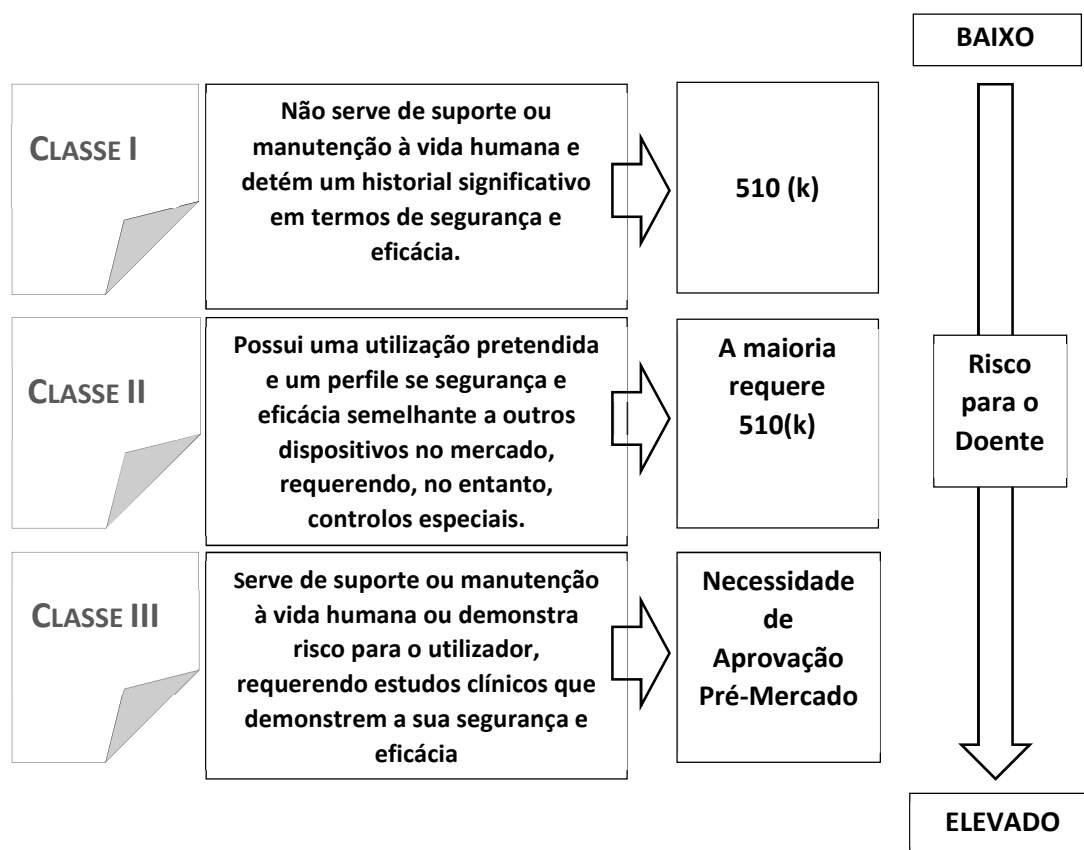 BAIXO
CLASSE I
Não serve de suporte ou
manutenção à vida humana e
detém um historial significativo
em termos de segurança e
eficácia.
510 (k)
CLASSE II
Possui uma utilização pretendida
e um perfile se segurança e
eficácia semelhante a outros
dispositivos no mercado,
requerendo, no entanto,
controlos especiais.
A maioria
requere
510(k)
Risco
para o
Doente
CLASSE III
Serve de suporte ou manutenção
à vida humana ou demonstra
risco para o utilizador,
requerendo estudos clínicos que
demonstrem a sua segurança e
eficácia
Necessidade
de
Aprovação
Pré-Mercado
ELEVADO